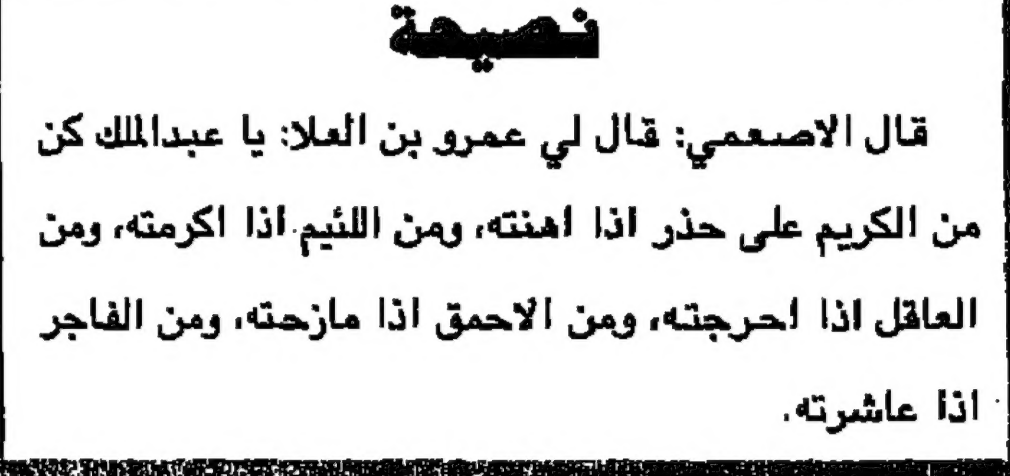 نصيحة
قال الاصعمي: قال لي عمرو بن العلا: يا عبدالملك كن
من الكريم على حذر اذا اهنته، ومن اللئيم اذا اكرمته، ومن
العاقل اذا احرجته، ومن الاحمق اذا مازحته، ومن الفاجر
اذا عاشرته.